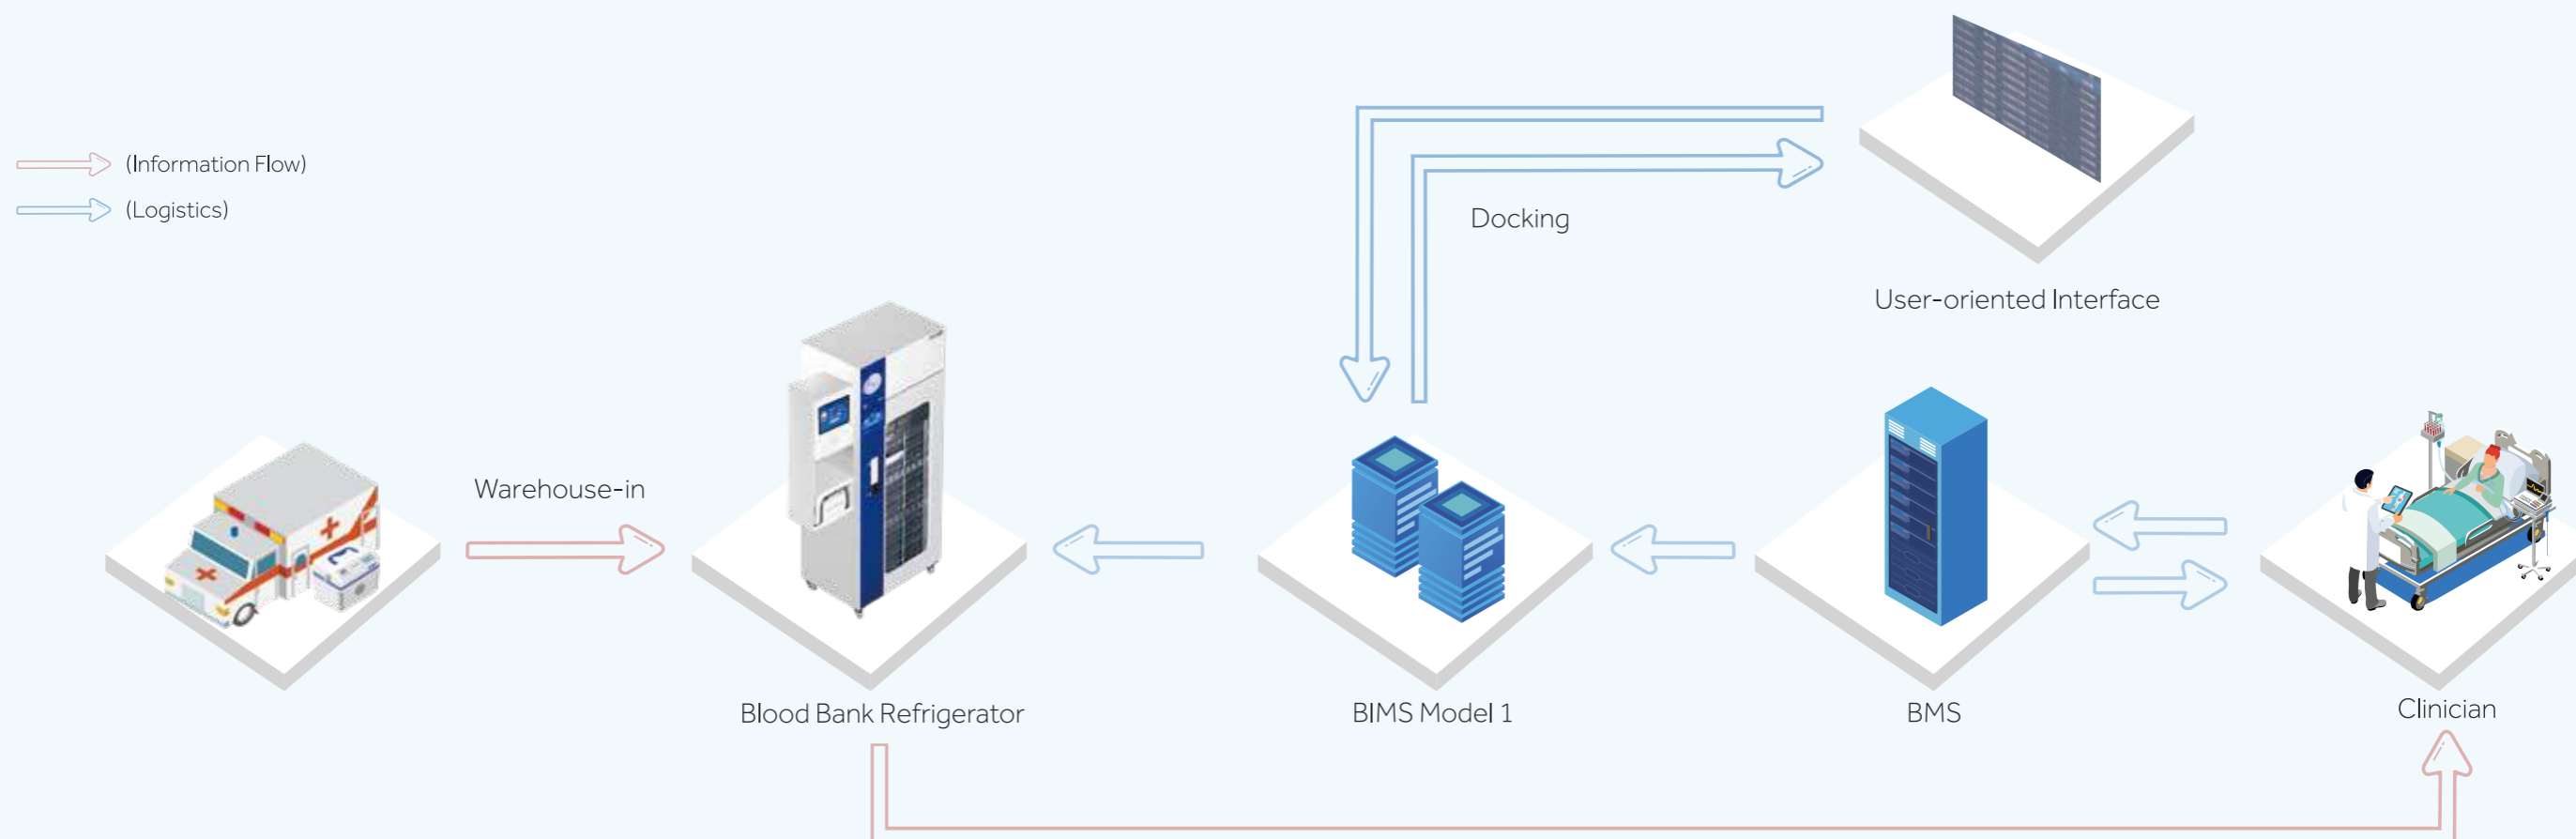 (Information Flow)
(Logistics)
Docking
User-oriented Interface
Warehouse-in
Blood Bank Refrigerator
BIMS Model 1
BMS
Clinician